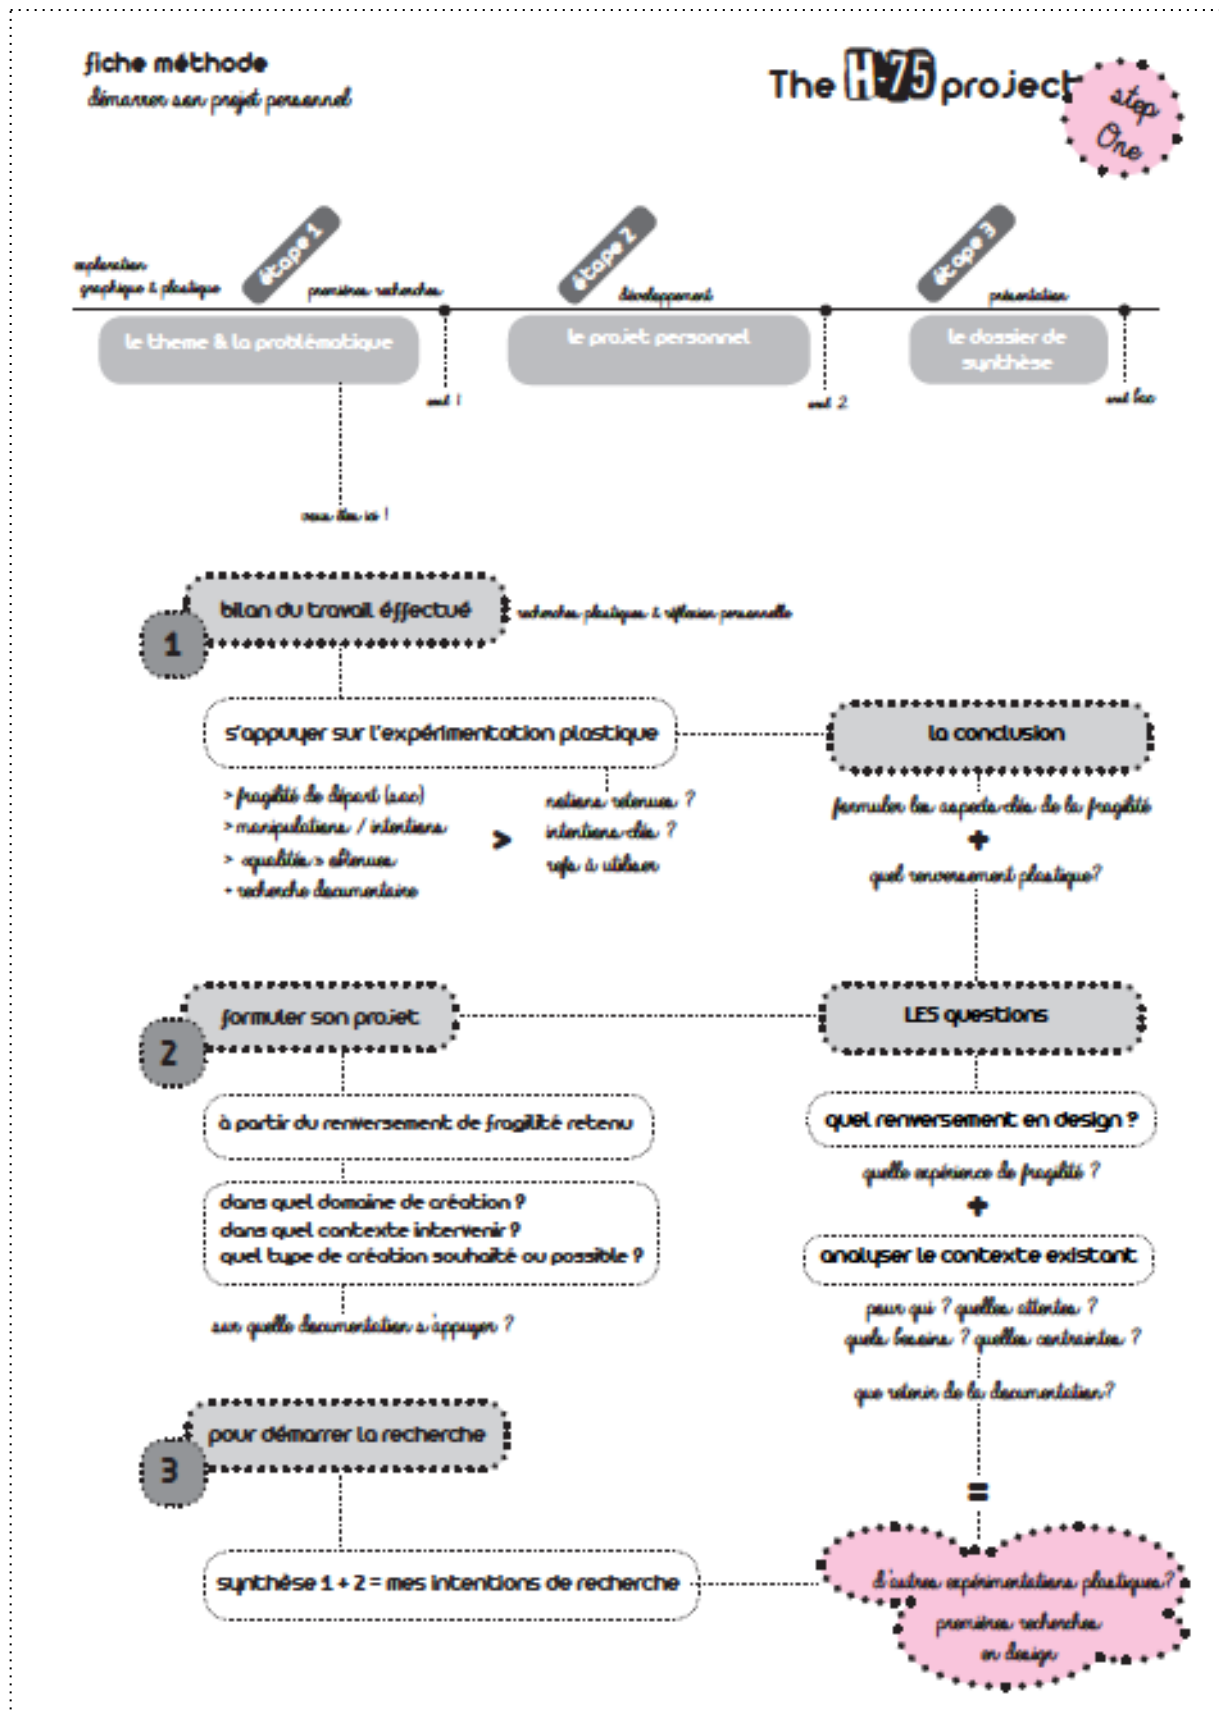 fiche méthode
démarrer son projet personnel
The H-75 project
step
One
étape 1
étape 2
étape 3
exploration
graphique & plastique
premières recherches
développement
présentation
le theme & la problématique
le projet personnel
le dossier de
synthèse
oral 1
oral 2
oral bac
vous êtes ici !
1
bilan du travail éffectué
recherches plastiques & réflexion personnelle
s'appuyer sur l'expérimentation plastique
> fragilité de départ (sac)
> manipulations / intentions
> «qualités» obtenues
+ recherche documentaire
>
notions retenues ?
intentions-clés ?
refs à utiliser
la conclusion
formuler les aspects-clés de la fragilité
+
quel renversement plastique?
2
formuler son projet
à partir du renversement de fragilité retenu
dans quel domaine de création ?
dans quel contexte intervenir ?
quel type de création souhaité ou possible ?
sur quelle documentation s'appuyer ?
LES questions
quel renversement en design ?
quelle expérience de fragilité ?
+
analyser le contexte existant
pour qui ? quelles attentes ?
quels besoins ? quelles contraintes ?
que retenir de la documentation?
=
3
pour démarrer la recherche
synthèse 1 + 2 = mes intentions de recherche
d'autres expérimentations plastiques?
premières recherches
en design